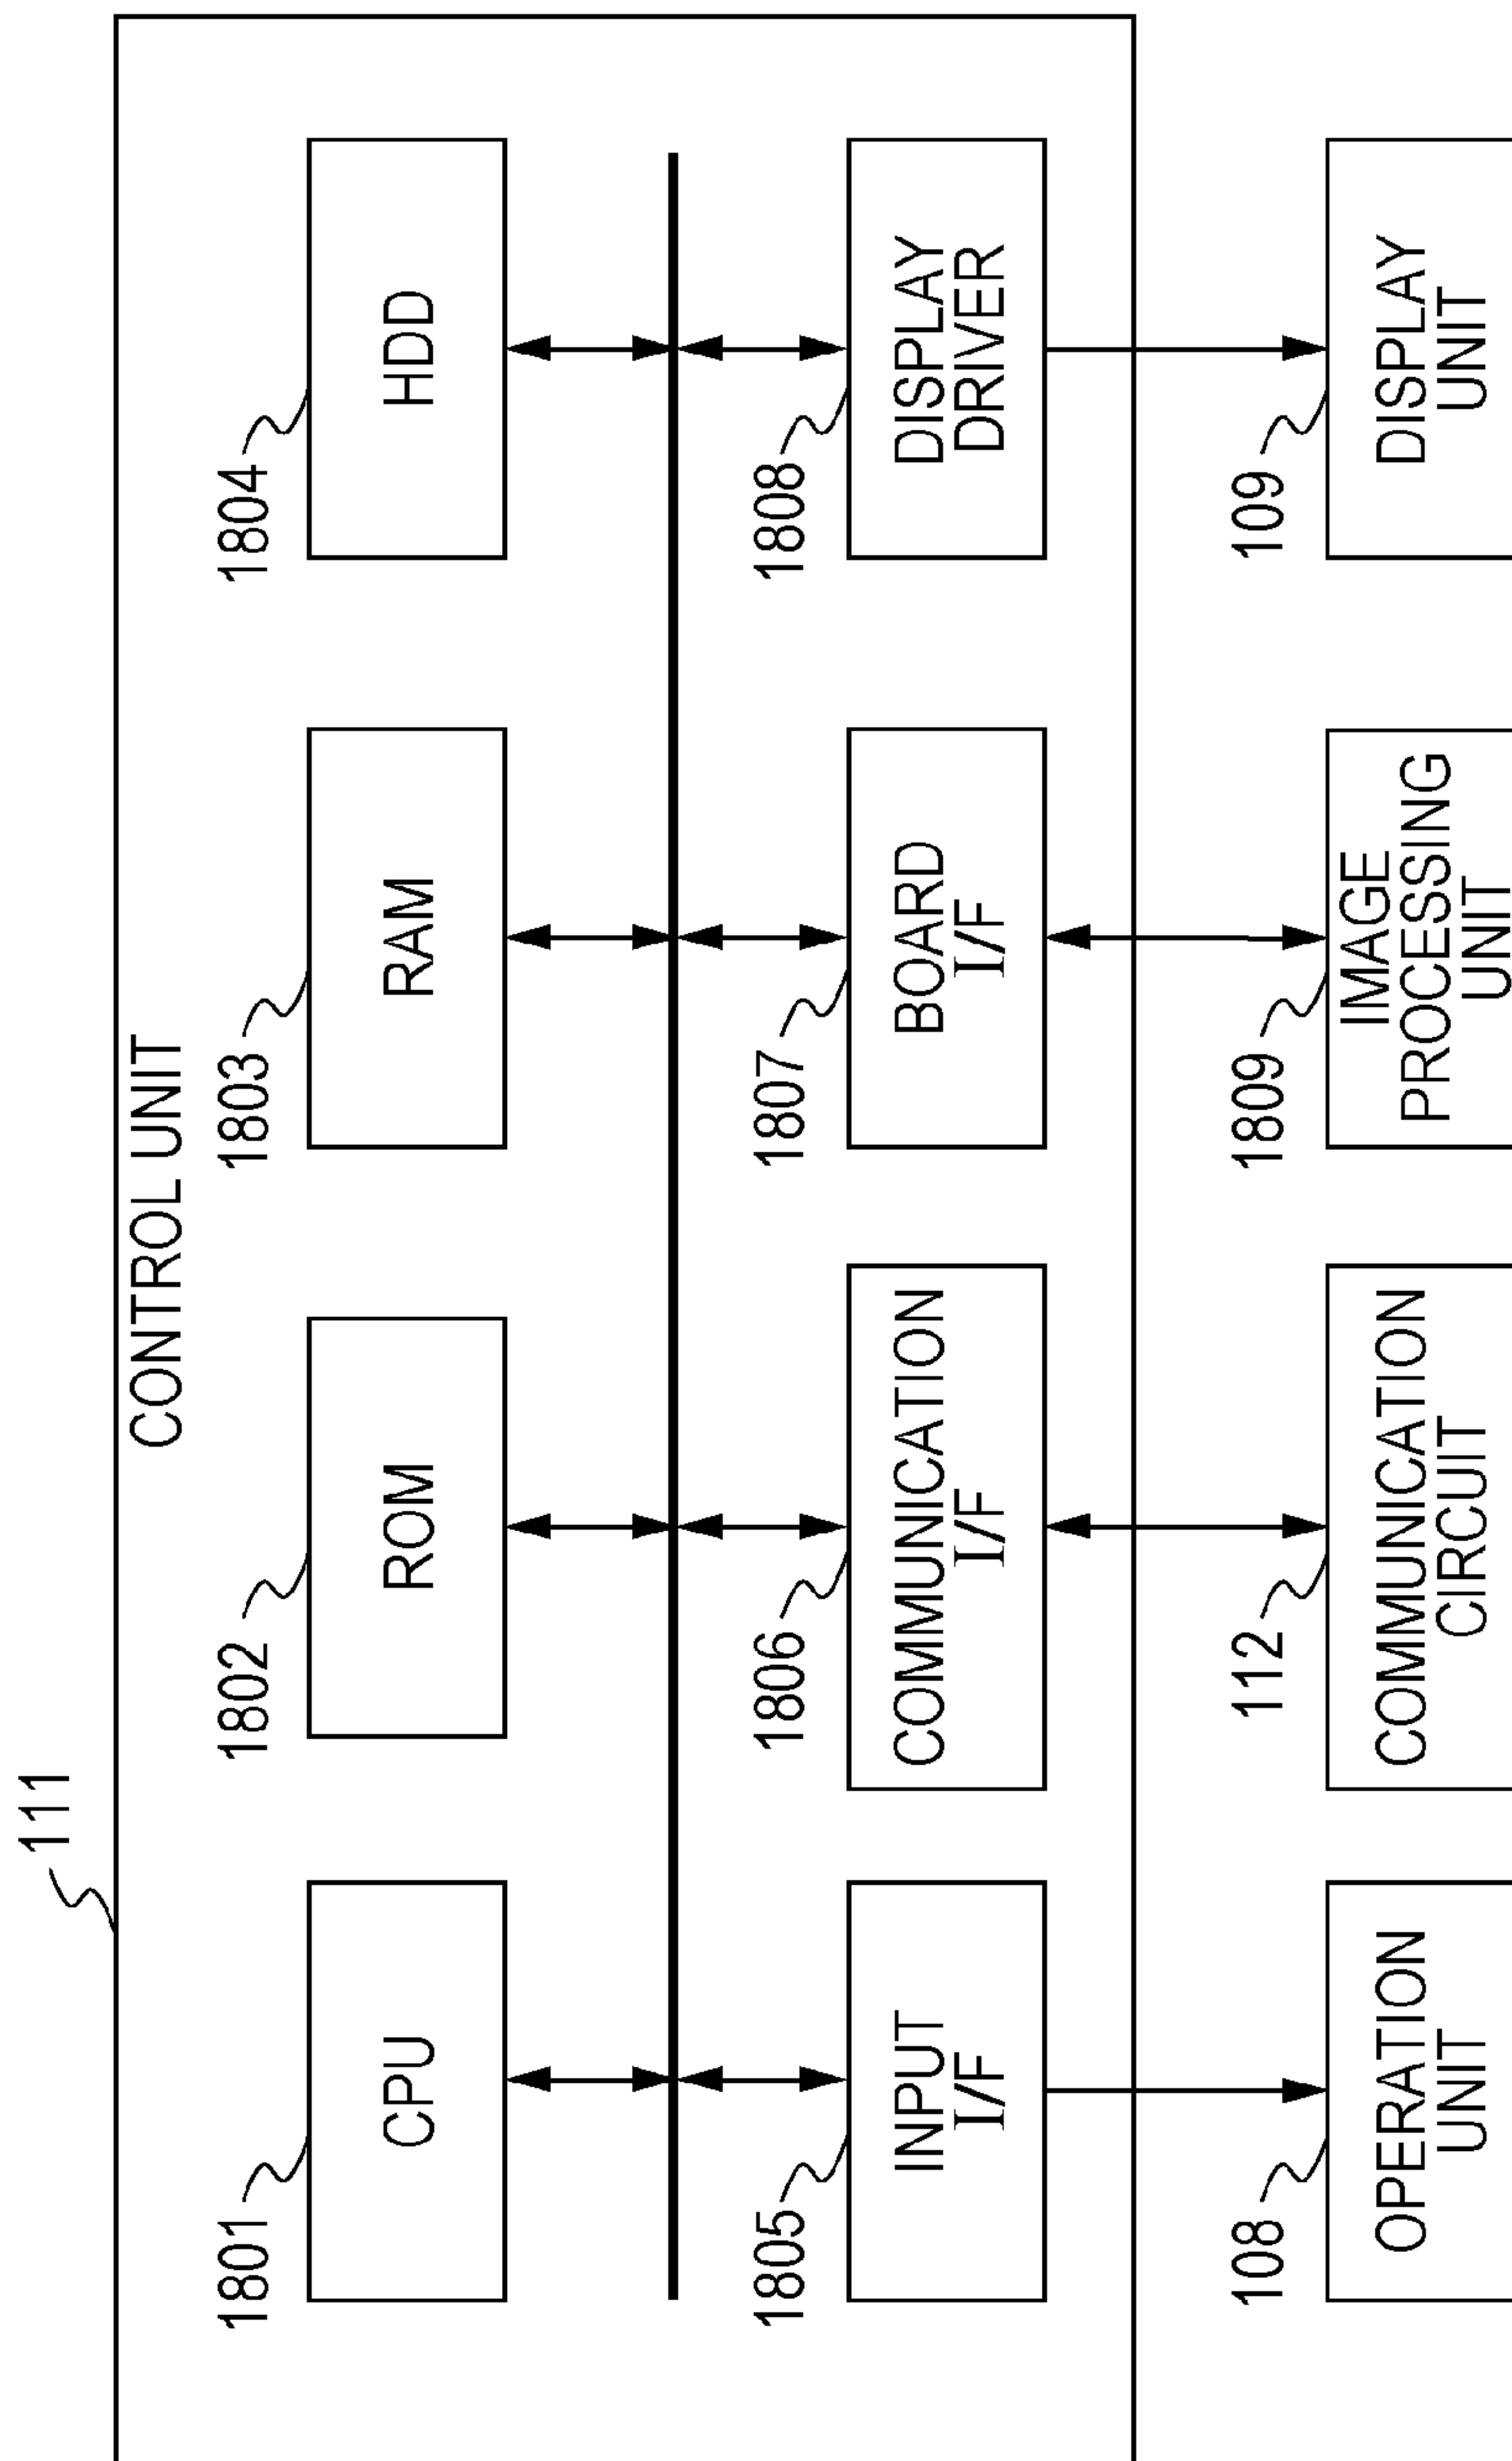 111
CONTROL UNIT
1801
CPU
1802
ROM
1803
RAM
1804
HDD
1805
INPUT
I/F
1806
COMMUNICATION
I/F
1807
BOARD
I/F
1808
DISPLAY
DRIVER
108
OPERATION
UNIT
112
COMMUNICATION
CIRCUIT
1809
IMAGE
PROCESSING
UNIT
109
DISPLAY
UNIT